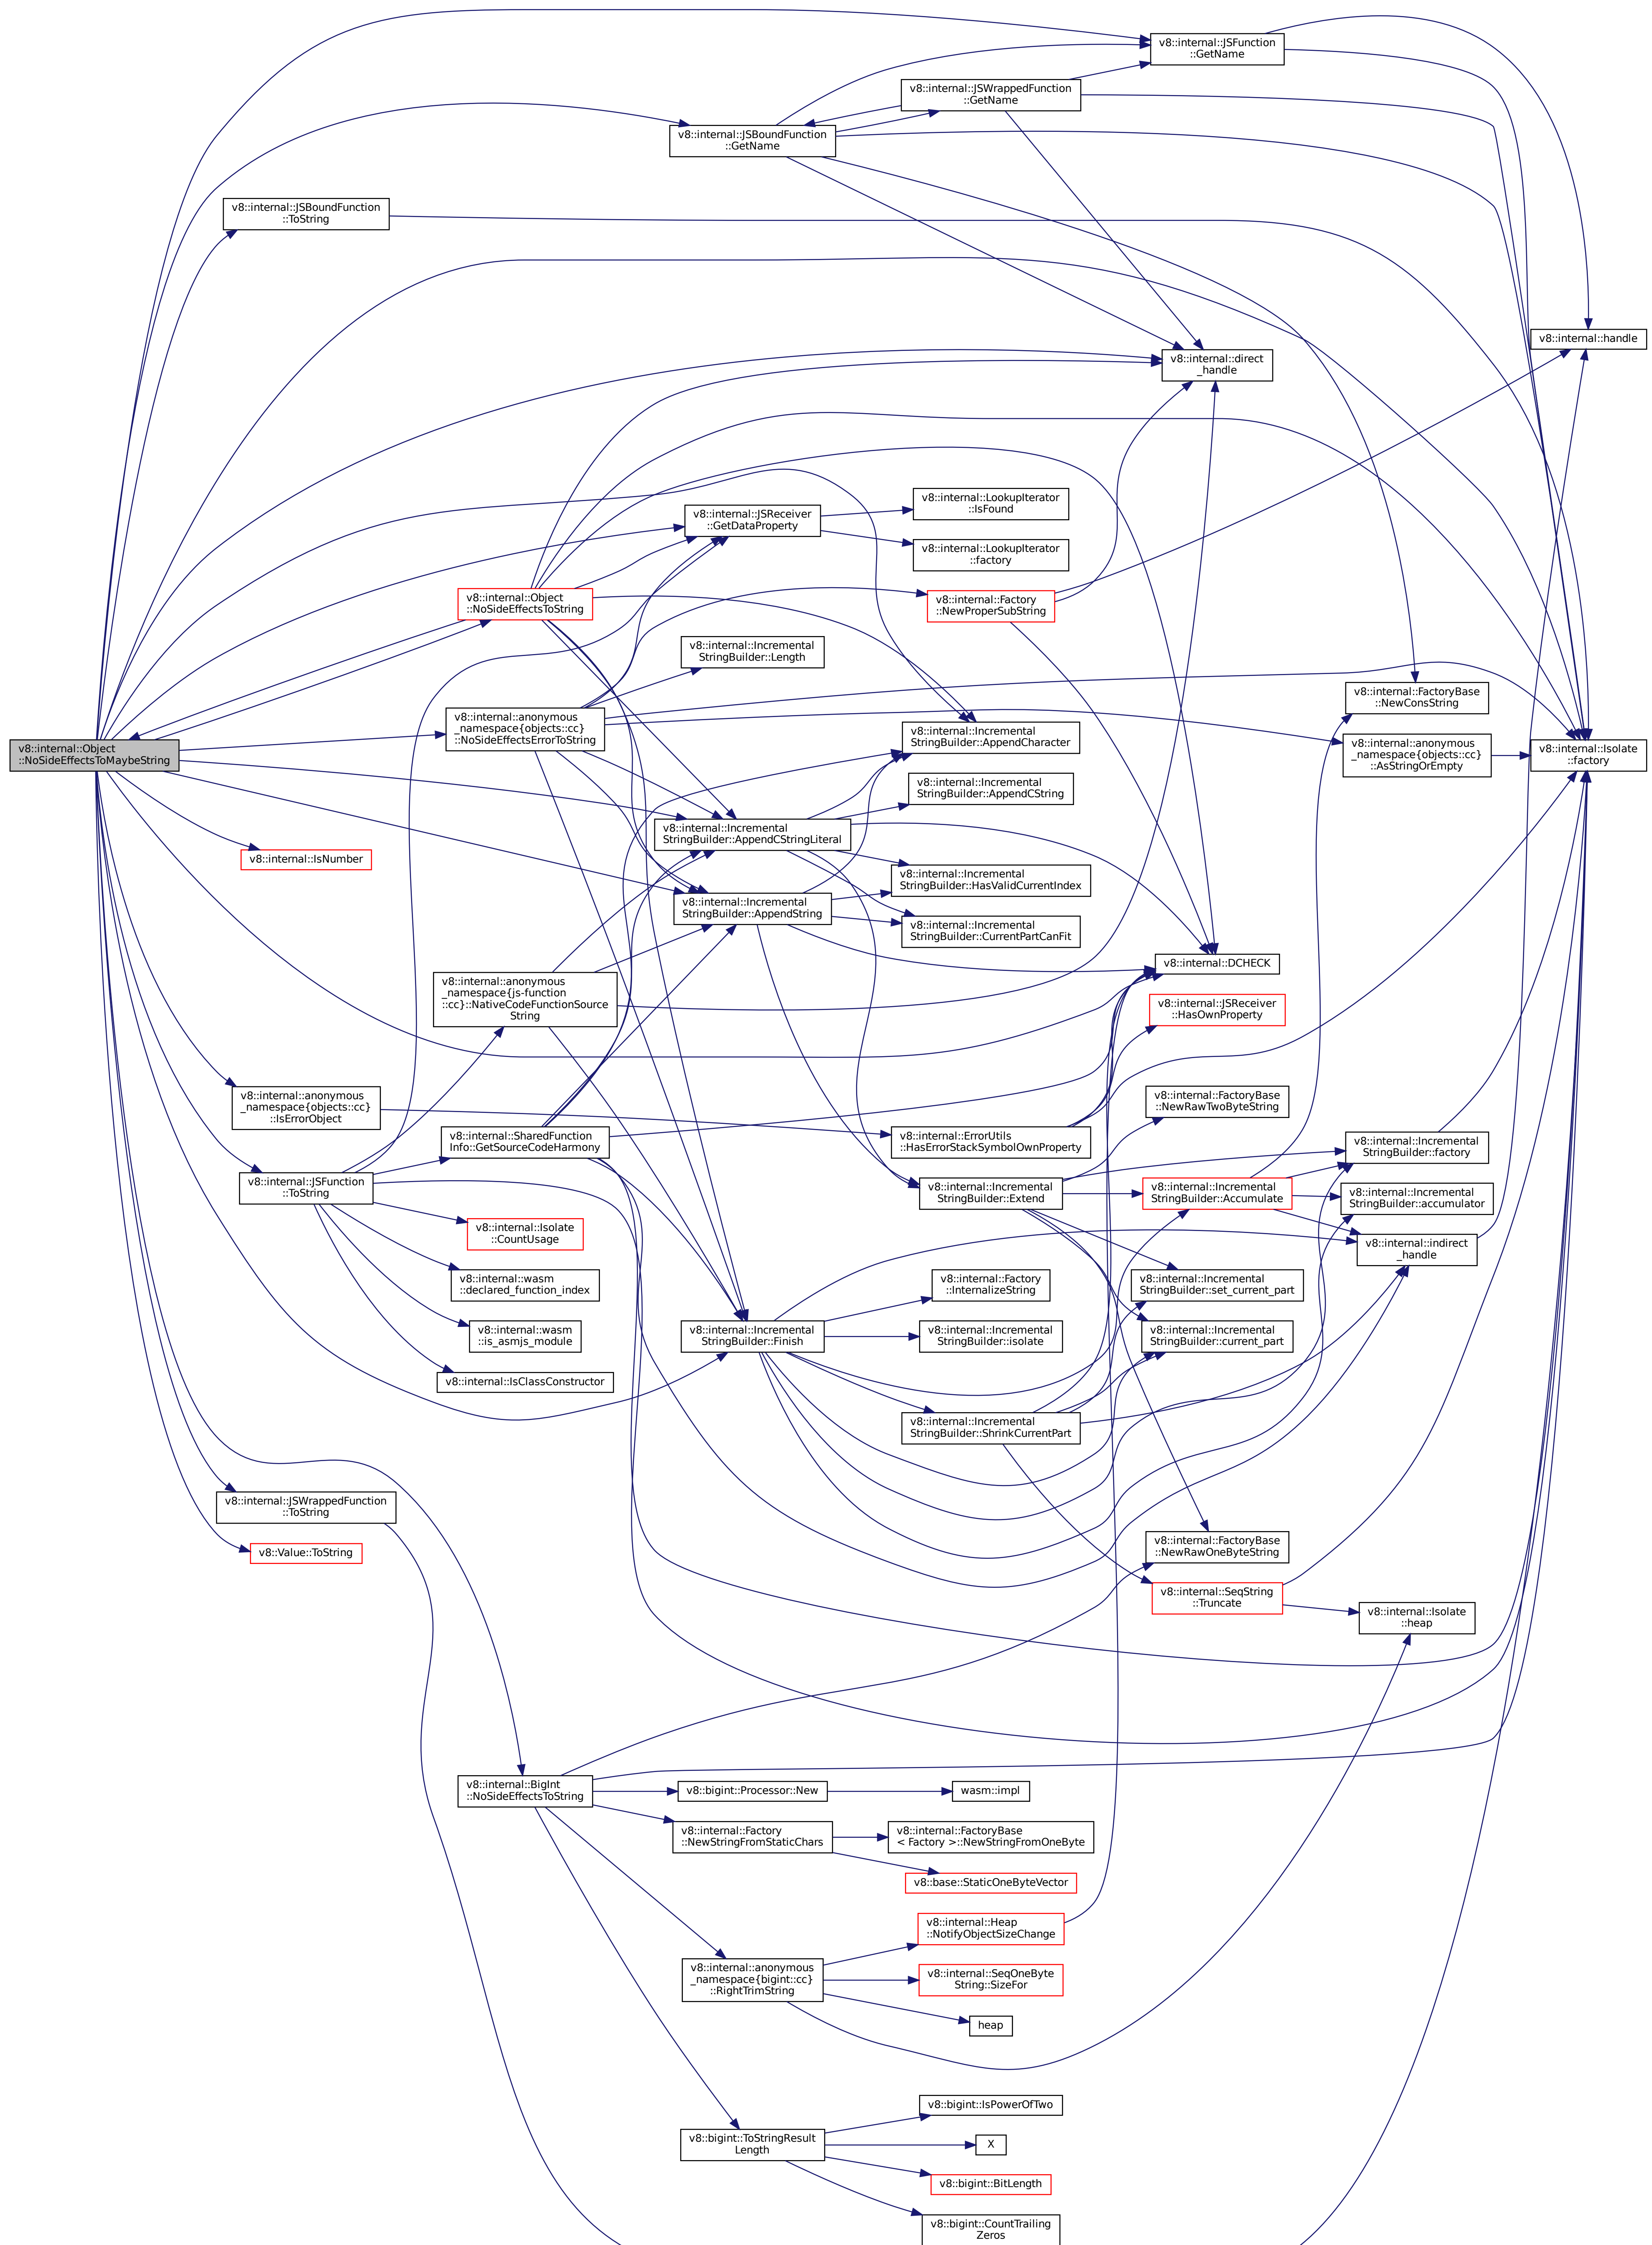 v8::internal::JSFunction
::GetName
v8::internal::JSWrappedFunction
::GetName
v8::internal::JSBoundFunction
::GetName
v8::internal::JSBoundFunction
::ToString
v8::internal::handle
v8::internal::direct
_handle
v8::internal::LookupIterator
::IsFound
v8::internal::JSReceiver
::GetDataProperty
v8::internal::LookupIterator
::factory
v8::internal::Object
::NoSideEffectsToString
v8::internal::Factory
::NewProperSubString
v8::internal::Incremental
StringBuilder::Length
v8::internal::FactoryBase
::NewConsString
v8::internal::anonymous
_namespace{objects::cc}
::NoSideEffectsErrorToString
v8::internal::Incremental
StringBuilder::AppendCharacter
v8::internal::anonymous
_namespace{objects::cc}
::AsStringOrEmpty
v8::internal::Isolate
::factory
v8::internal::Object
::NoSideEffectsToMaybeString
v8::internal::Incremental
StringBuilder::AppendCString
v8::internal::Incremental
StringBuilder::AppendCStringLiteral
v8::internal::IsNumber
v8::internal::Incremental
StringBuilder::HasValidCurrentIndex
v8::internal::Incremental
StringBuilder::AppendString
v8::internal::Incremental
StringBuilder::CurrentPartCanFit
v8::internal::DCHECK
v8::internal::anonymous
_namespace{js-function
::cc}::NativeCodeFunctionSource
String
v8::internal::JSReceiver
::HasOwnProperty
v8::internal::anonymous
_namespace{objects::cc}
::IsErrorObject
v8::internal::FactoryBase
::NewRawTwoByteString
v8::internal::SharedFunction
Info::GetSourceCodeHarmony
v8::internal::ErrorUtils
::HasErrorStackSymbolOwnProperty
v8::internal::Incremental
StringBuilder::factory
v8::internal::JSFunction
::ToString
v8::internal::Incremental
StringBuilder::Extend
v8::internal::Incremental
StringBuilder::Accumulate
v8::internal::Incremental
StringBuilder::accumulator
v8::internal::Isolate
::CountUsage
v8::internal::indirect
_handle
v8::internal::wasm
::declared_function_index
v8::internal::Factory
::InternalizeString
v8::internal::Incremental
StringBuilder::set_current_part
v8::internal::wasm
::is_asmjs_module
v8::internal::Incremental
StringBuilder::Finish
v8::internal::Incremental
StringBuilder::isolate
v8::internal::Incremental
StringBuilder::current_part
v8::internal::IsClassConstructor
v8::internal::Incremental
StringBuilder::ShrinkCurrentPart
v8::internal::JSWrappedFunction
::ToString
v8::Value::ToString
v8::internal::FactoryBase
::NewRawOneByteString
v8::internal::SeqString
::Truncate
v8::internal::Isolate
::heap
v8::internal::BigInt
::NoSideEffectsToString
v8::bigint::Processor::New
wasm::impl
v8::internal::Factory
::NewStringFromStaticChars
v8::internal::FactoryBase
< Factory >::NewStringFromOneByte
v8::base::StaticOneByteVector
v8::internal::Heap
::NotifyObjectSizeChange
v8::internal::anonymous
_namespace{bigint::cc}
::RightTrimString
v8::internal::SeqOneByte
String::SizeFor
heap
v8::bigint::IsPowerOfTwo
v8::bigint::ToStringResult
Length
X
v8::bigint::BitLength
v8::bigint::CountTrailing
Zeros